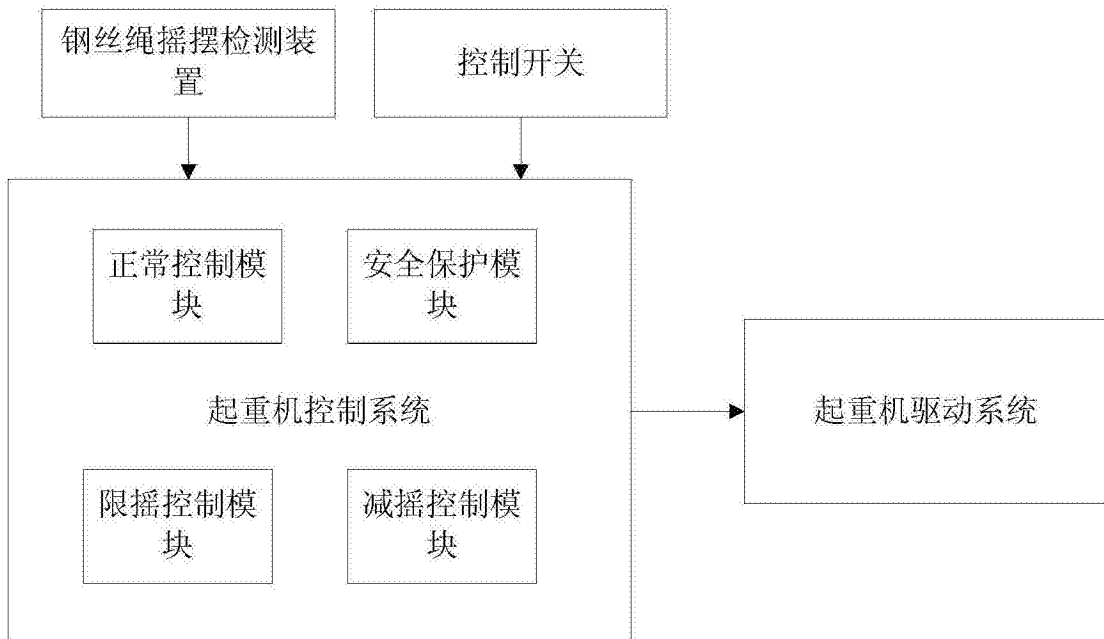 钢丝绳摇摆检测装
置
控制开关
正常控制模
块
安全保护模
块
起重机控制系统
起重机驱动系统
限摇控制模
块
减摇控制模
块